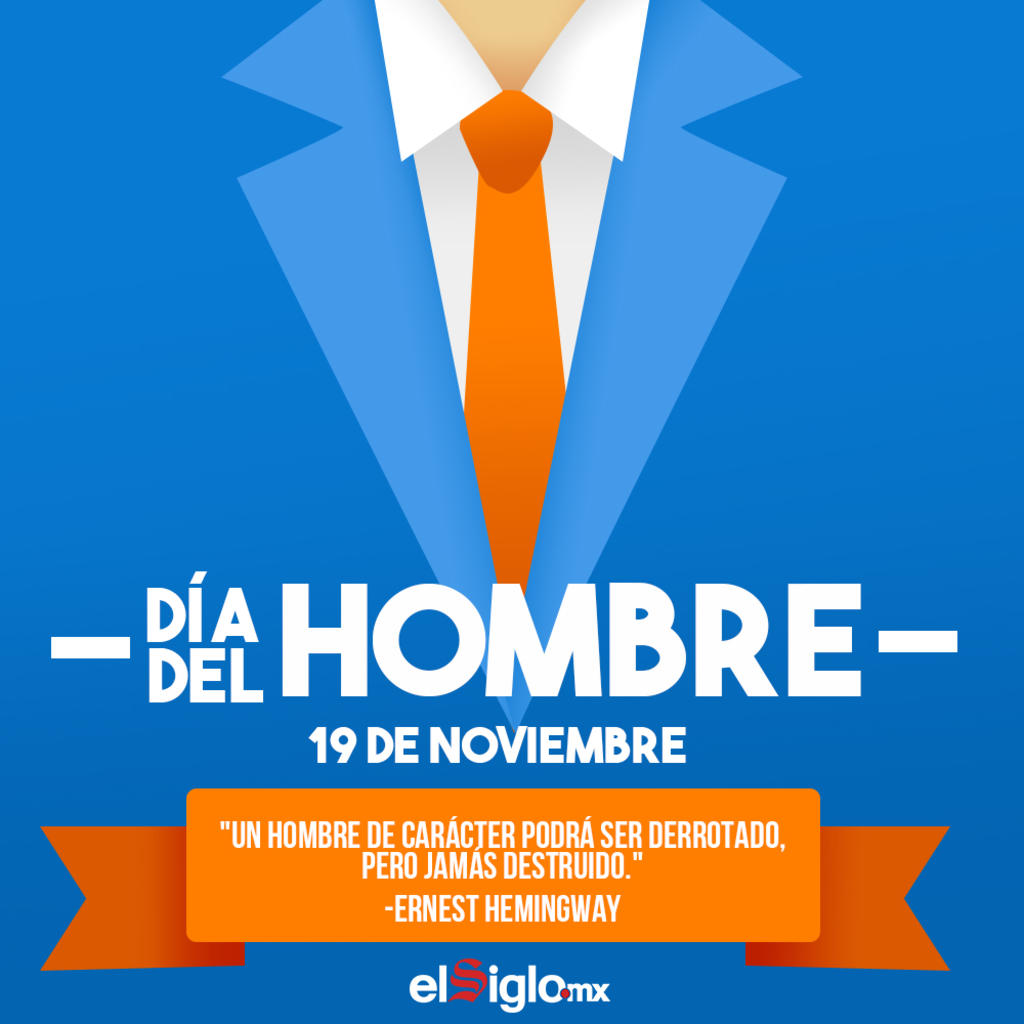 DÍA DEL HOMBRE
19 DE NOVIEMBRE
"UN HOMBRE DE CARÁCTER PODRÁ SER DERROTADO,
PERO JAMÁS DESTRUIDO."
-ERNEST HEMINGWAY
elSiglo.mx